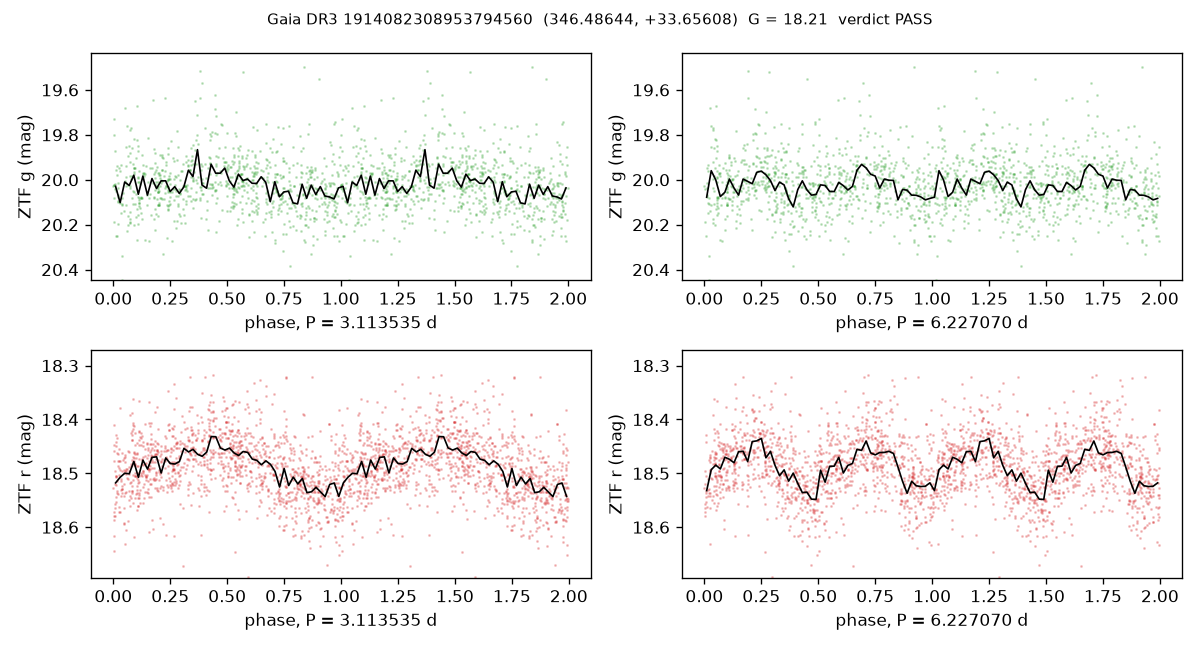 Gaia DR3 1914082308953794560 (346.48644, +33.65608) G = 18.21 verdict PASS
ZTF g (mag)
19.6
19.8
20.0
20.2
20.4
0.00 0.25 0.50 0.75 1.00 1.25 1.50 1.75 2.00
phase, P = 3.113535 d
ZTF g (mag)
19.6
19.8
20.0
20.2
20.4
0.00 0.25 0.50 0.75 1.00 1.25 1.50 1.75 2.00
phase, P = 6.227070 d
ZTF r (mag)
18.3
18.4
18.5
18.6
0.00 0.25 0.50 0.75 1.00 1.25 1.50 1.75 2.00
phase, P = 3.113535 d
ZTF r (mag)
18.3
18.4
18.5
18.6
0.00 0.25 0.50 0.75 1.00 1.25 1.50 1.75 2.00
phase, P = 6.227070 d